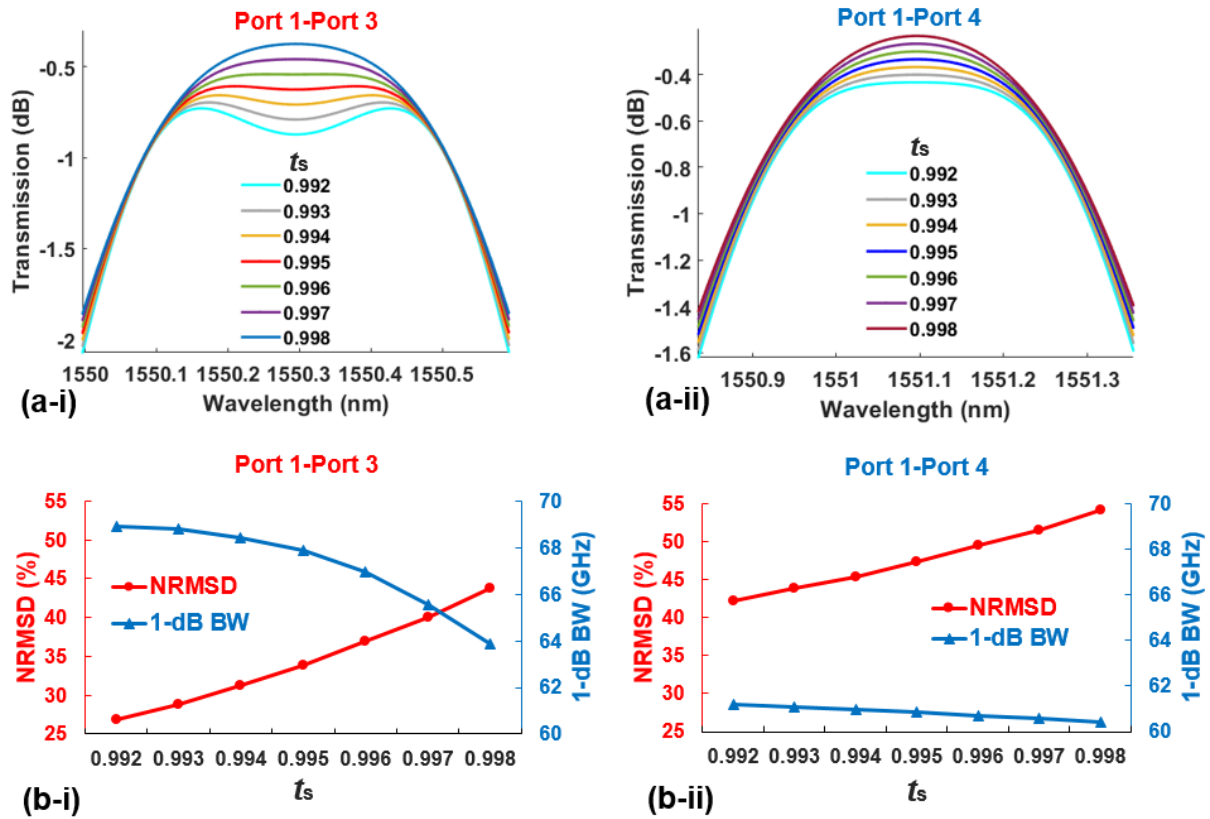 Port 1-Port 3
Transmission (dB)
-0.5
-1
-1.5
-2
ts
0.992
0.993
0.994
0.995
0.996
0.997
0.998
1550 1550.1 1550.2 1550.3 1550.4 1550.5
Wavelength (nm)
(a-i)
Port 1-Port 4
Transmission (dB)
-0.4
-0.6
-0.8
-1
-1.2
-1.4
-1.6
ts
0.992
0.993
0.994
0.995
0.996
0.997
0.998
1550.9 1551 1551.1 1551.2 1551.3
Wavelength (nm)
(a-ii)
Port 1-Port 3
NRMSD (%)
55
50
45
40
35
30
25
NRMSD
1-dB BW
70
68
66
64
62
60
1-dB BW (GHz)
0.992 0.993 0.994 0.995 0.996 0.997 0.998
ts
(b-i)
Port 1-Port 4
NRMSD (%)
55
50
45
40
35
30
25
NRMSD
1-dB BW
70
68
66
64
62
60
1-dB BW (GHz)
0.992 0.993 0.994 0.995 0.996 0.997 0.998
ts
(b-ii)